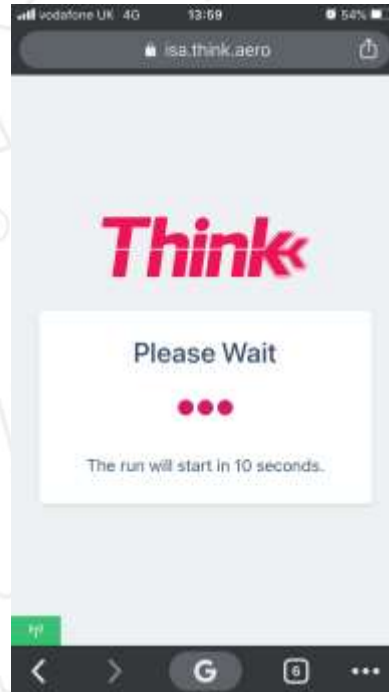 vodafone UK 4G 13:59 54%
isa.think.aero
Think
Please Wait
The run will start in 10 seconds.
G
6